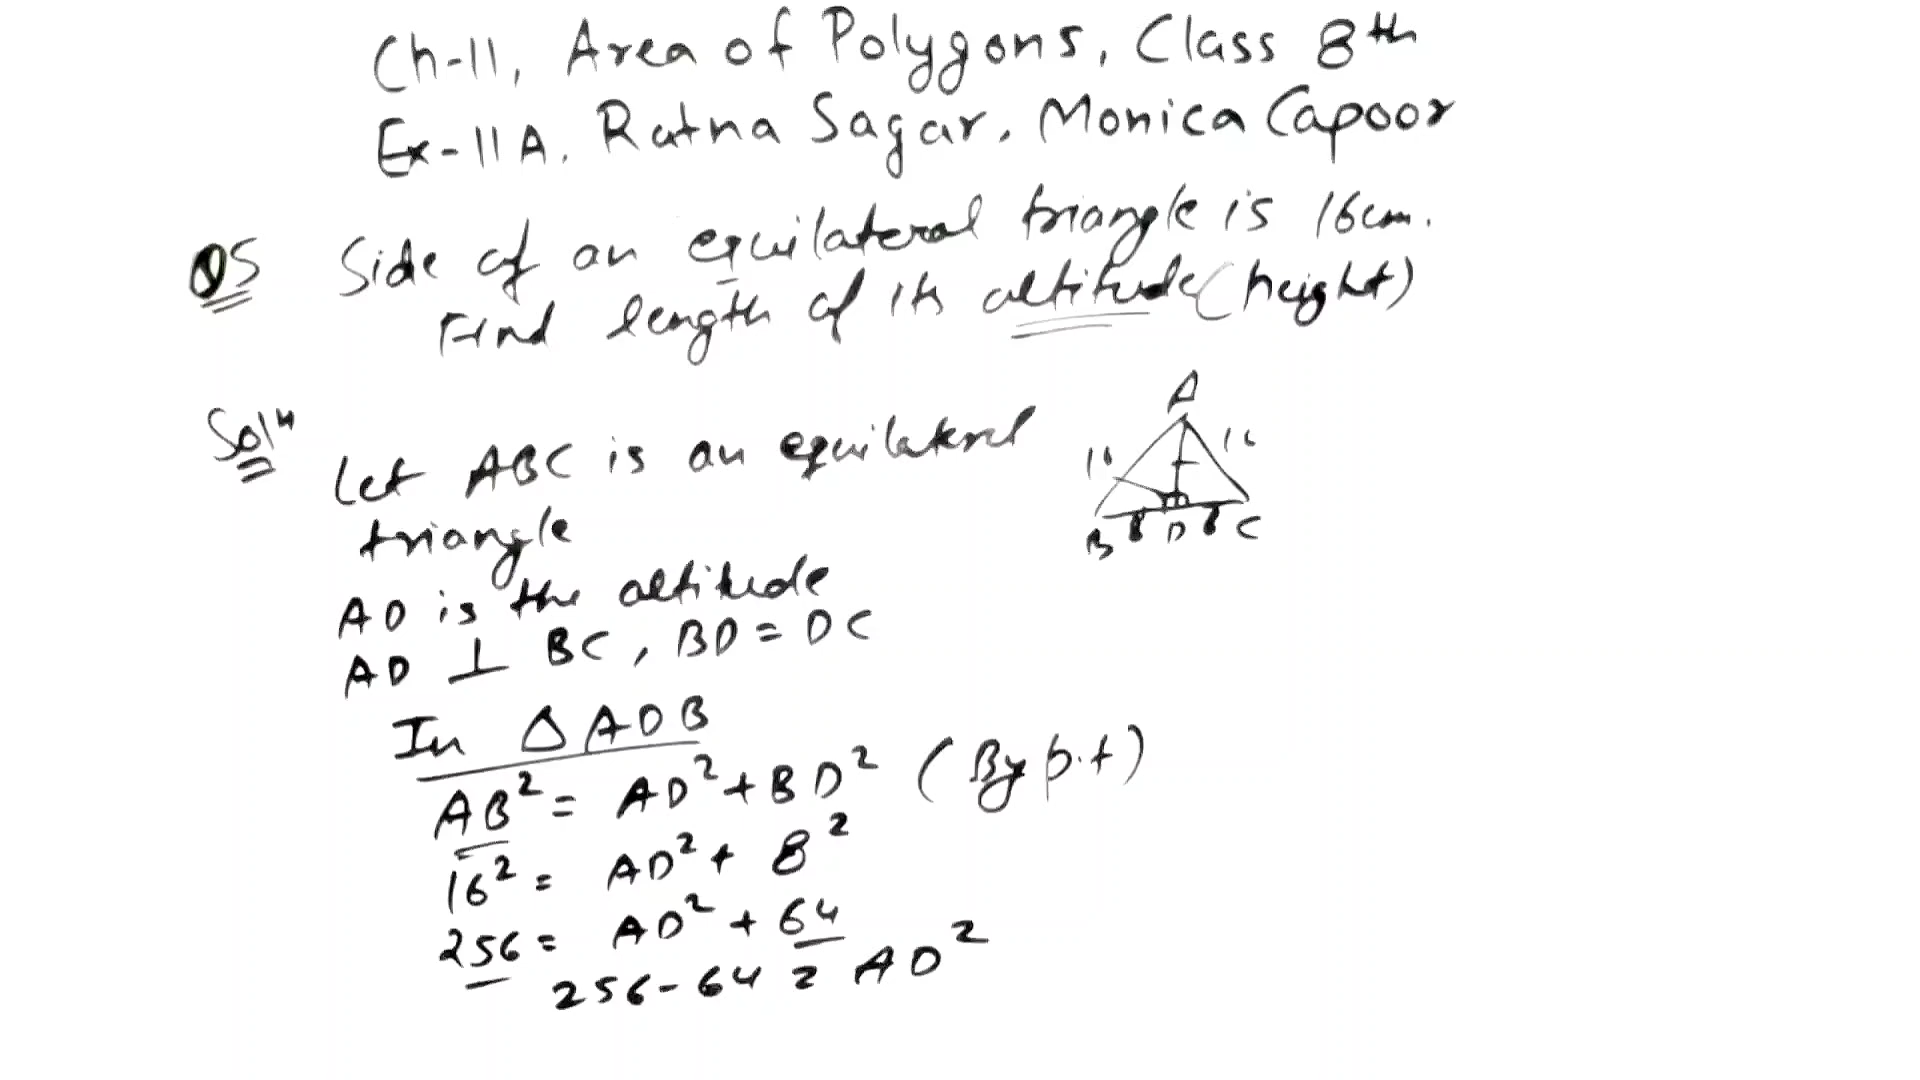 Ch-11, Area of Polygons, Class 8th
Ex-11A. Ratna Sagar, Monica Capoor
Q5 Side of an equilateral triangle is 16cm.
Find length of its altitude (height)
Soln
Let ABC is an equilateral
triangle
AD is the altitude
AD ⊥ BC, BD = DC
A
16 16
B 8 D 8 C
In △ ADB
AB² = AD² + BD² (By p.t)
16² = AD² + 8²
256 = AD² + 64
256 - 64 = AD²